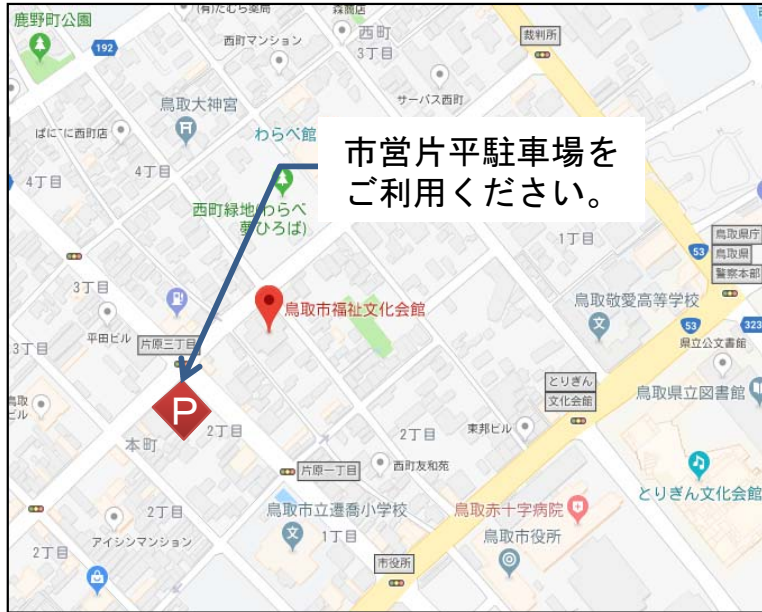 (有)たむら薬局
森商店
鹿野町公園
西町
3丁目
裁判所
192
西町マンション
サーパス西町
鳥取大神宮
ぱにーに西町店
わらべ館
4丁目
4丁目
市営片平駐車場を
ご利用ください。
西町緑地(わらべ
夢ひろば)
1丁目
鳥取県庁
53
鳥取県
警察本部
3丁目
鳥取市福祉文化会館
鳥取敬愛高等学校
平田ビル
片原三丁目
53
323
県立公文書館
3丁目
とりぎん
文化会館
鳥取県立図書館
鳥取
ビル
P
本町
2丁目
2丁目
東邦ビル
片原一丁目
西町友和苑
とりぎん文化会館
2丁目
鳥取市立遷喬小学校
鳥取赤十字病院
アイシンマンション
1丁目
鳥取市役所
2丁目
市役所